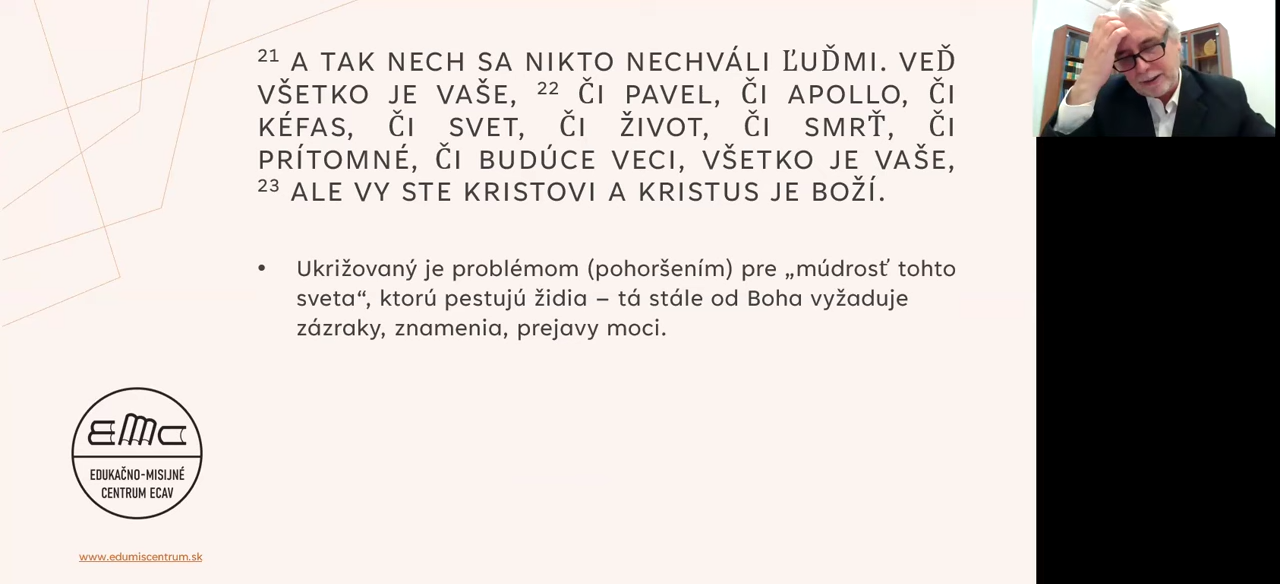 ²¹ A TAK NECH SA NIKTO NECHVÁLI ĽUĎMI. VEĎ
VŠETKO JE VAŠE, ²² ČI PAVEL, ČI APOLLO, ČI
KÉFAS, ČI SVET, ČI ŽIVOT, ČI SMRŤ, ČI
PRÍTOMNÉ, ČI BUDÚCE VECI, VŠETKO JE VAŠE,
²³ ALE VY STE KRISTOVI A KRISTUS JE BOŽÍ.
• Ukrižovaný je problémom (pohoršením) pre „múdrosť tohto
sveta“, ktorú pestujú židia – tá stále od Boha vyžaduje
zázraky, znamenia, prejavy moci.
EMC
EDUKAČNO-MISIJNÉ
CENTRUM ECAV
www.edumiscentrum.sk